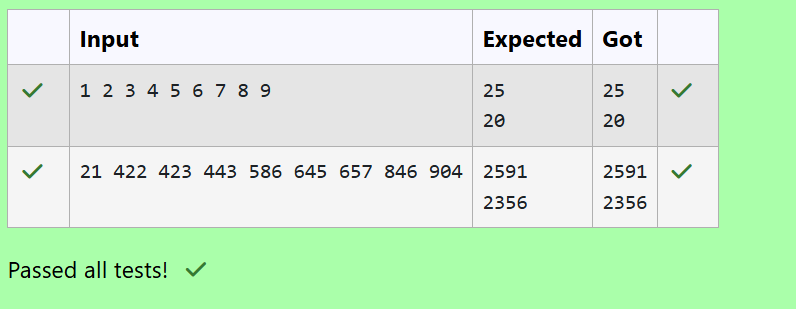 Input Expected Got
1 2 3 4 5 6 7 8 9 25 25
20 20
21 422 423 443 586 645 657 846 904 2591 2591
2356 2356
Passed all tests!